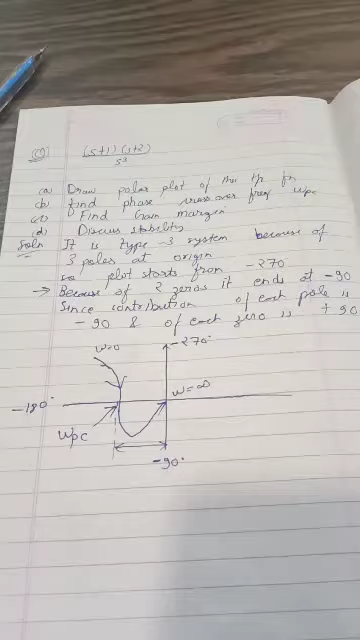 Q) (s+1)(s+2)
s³
(a) Draw polar plot of this tp fn
(b) find phase cross over freq wpc
(c) Find Gain margin
(d) Discuss stability
Soln It is type -3 system because of
3 poles at origin
plot starts from -270°
→ Because of 2 zeros it ends at -90
Since contribution of each pole is
-90 & of each zero is +90
w=0
-270°
-180°
w=∞
wpc
-90°